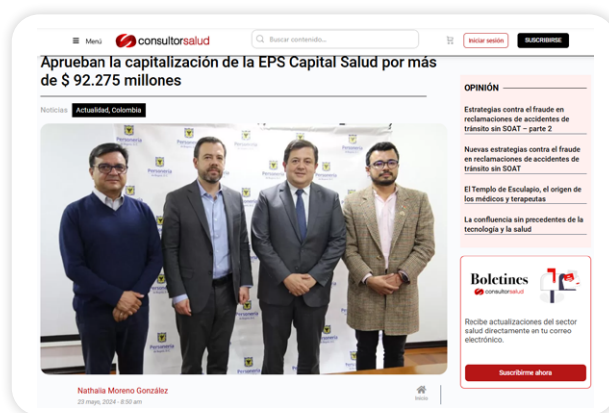 Menú
consultorsalud
Buscar contenido...
Iniciar sesión
SUSCRIBIRSE
Aprueban la capitalización de la EPS Capital Salud por más
de $ 92.275 millones
Noticias
Actualidad, Colombia
Personería
Personería
Personería
Personería
OPINIÓN
Estrategias contra el fraude en
reclamaciones de accidentes de
tránsito sin SOAT – parte 2
Nuevas estrategias contra el fraude
en reclamaciones de accidentes de
tránsito sin SOAT
El Templo de Esculapio, el origen de
los médicos y terapeutas
La confluencia sin precedentes de la
tecnología y la salud
Boletines
consultorsalud
Recibe actualizaciones del sector
salud directamente en tu correo
electrónico.
Suscribirme ahora
Nathalia Moreno González
23 mayo, 2024 - 8:50 am
Inicio